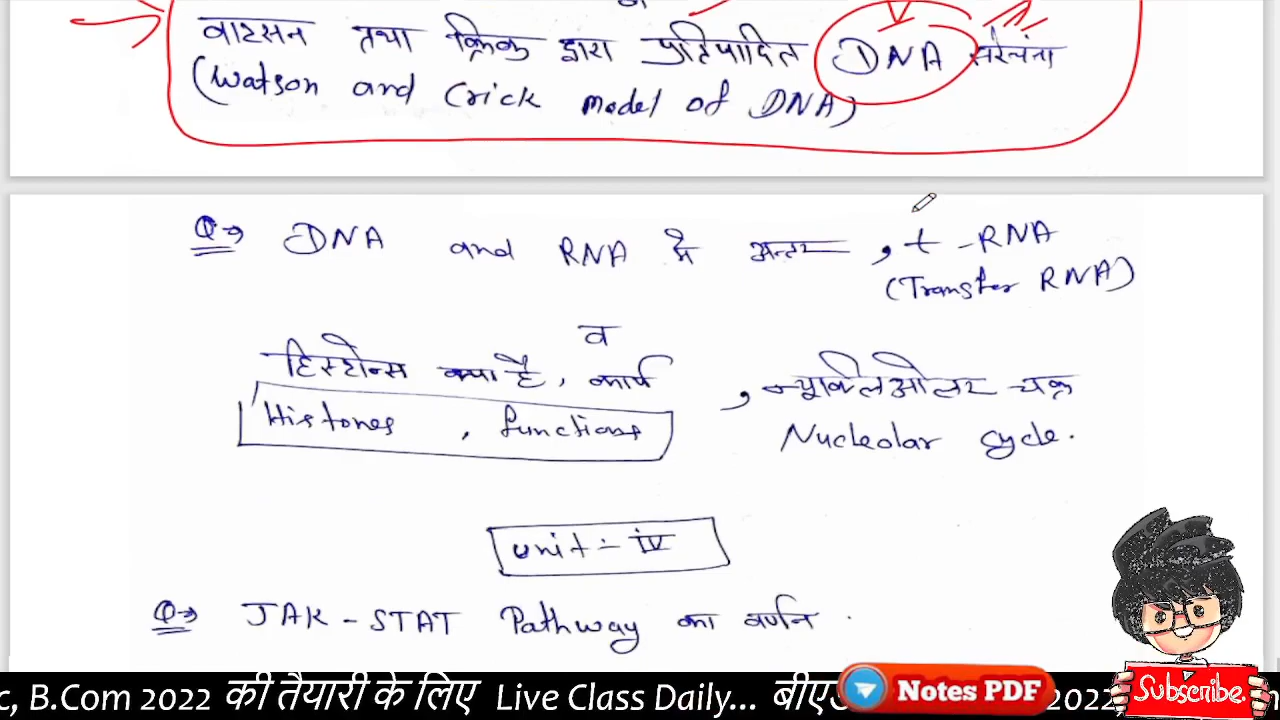 वाटसन तथा क्रिक द्वारा प्रतिपादित DNA संरचना
(Watson and Crick model of DNA)
Q→ DNA and RNA में अन्तर , t-RNA
(Transfer RNA)
व
हिस्टोन्स क्या है, कार्य , न्यूक्लिओलर चक्र
Histones , functions Nucleolar cycle.
Unit:- IV
Q→ JAK-STAT Pathway का वर्णन .
c, B.Com 2022 की तैयारी के लिए Live Class Daily... बीए
Notes PDF
2022,
Subscribe